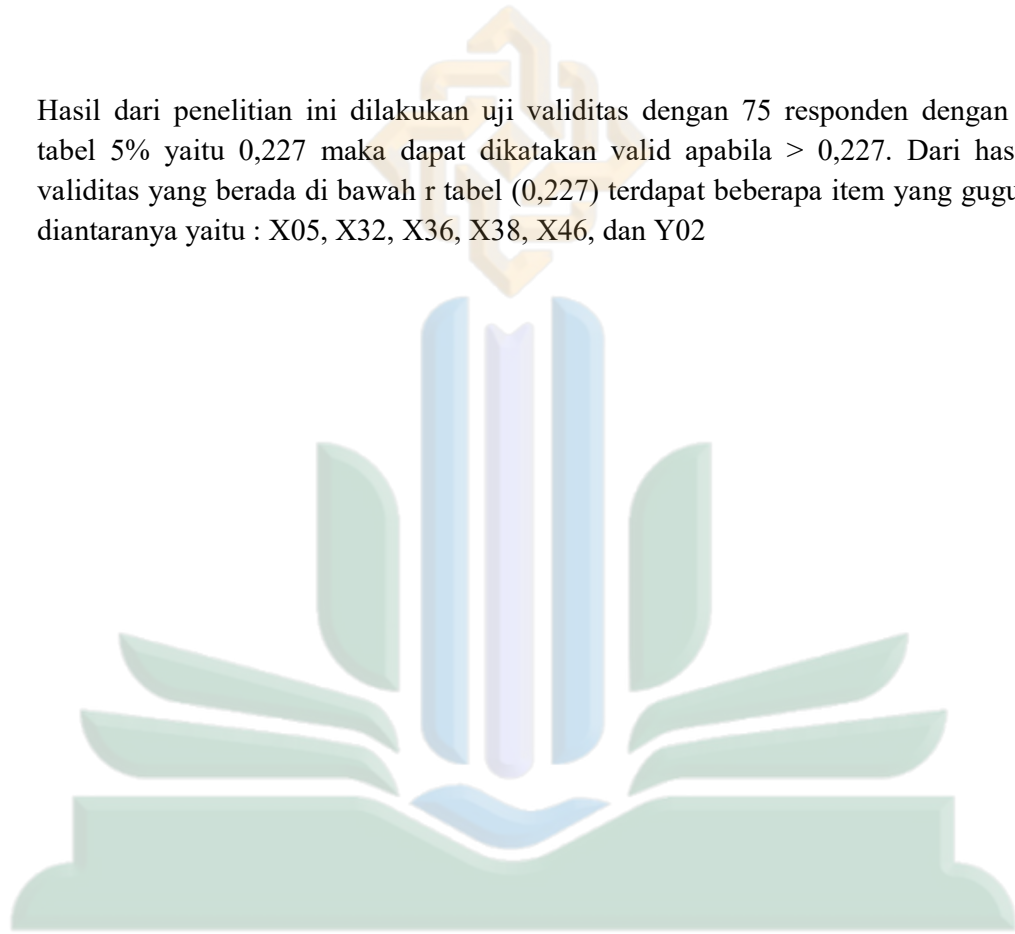 Hasil dari penelitian ini dilakukan uji validitas dengan 75 responden dengan
tabel 5% yaitu 0,227 maka dapat dikatakan valid apabila > 0,227. Dari has
validitas yang berada di bawah r tabel (0,227) terdapat beberapa item yang gugu
diantaranya yaitu : X05, X32, X36, X38, X46, dan Y02